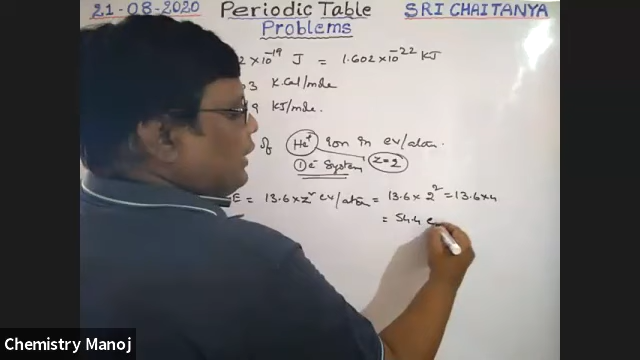 21-08-2020 Periodic Table SRI CHAITANYA
Problems
2×10⁻¹⁹ J = 1.602×10⁻²² KJ
03 K.Cal/mole
9 KJ/mole.
of He⁺ ion in ev/atom.
① e⁻ System Z=2
E = 13.6×Z² ev/atom = 13.6×2² = 13.6×4
= 54.4 e
Chemistry Manoj